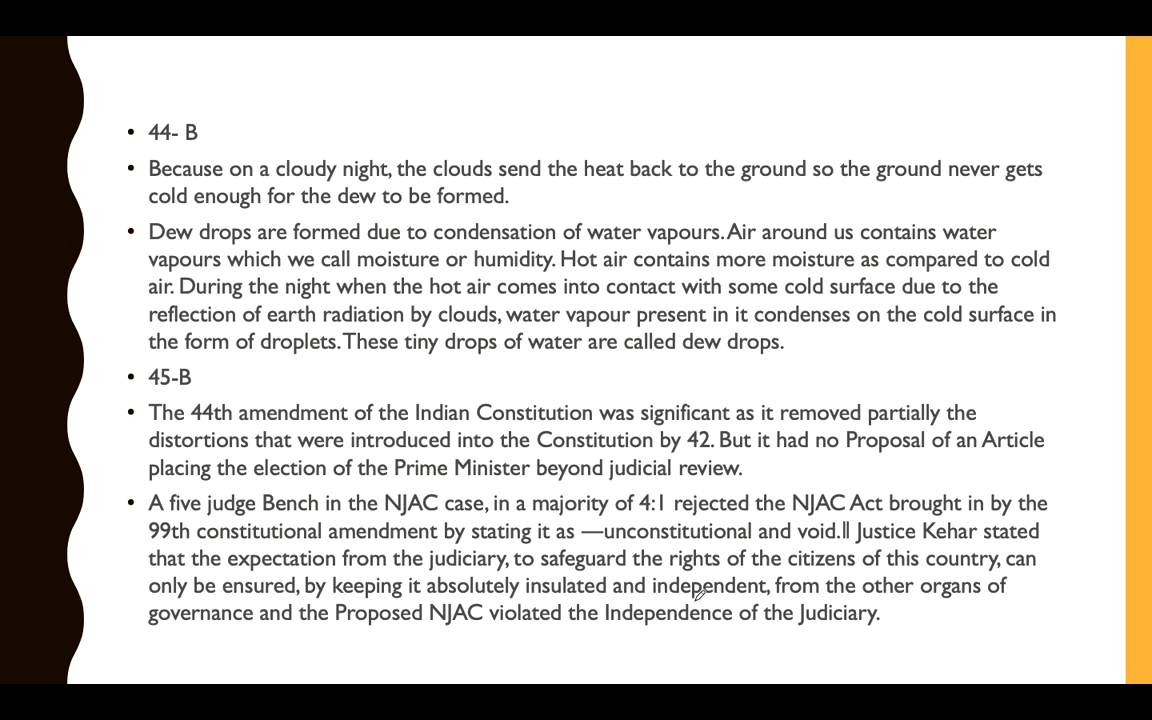 • 44- B
• Because on a cloudy night, the clouds send the heat back to the ground so the ground never gets
cold enough for the dew to be formed.
• Dew drops are formed due to condensation of water vapours. Air around us contains water
vapours which we call moisture or humidity. Hot air contains more moisture as compared to cold
air. During the night when the hot air comes into contact with some cold surface due to the
reflection of earth radiation by clouds, water vapour present in it condenses on the cold surface in
the form of droplets. These tiny drops of water are called dew drops.
• 45-B
• The 44th amendment of the Indian Constitution was significant as it removed partially the
distortions that were introduced into the Constitution by 42. But it had no Proposal of an Article
placing the election of the Prime Minister beyond judicial review.
• A five judge Bench in the NJAC case, in a majority of 4:1 rejected the NJAC Act brought in by the
99th constitutional amendment by stating it as ―unconstitutional and void.‖ Justice Kehar stated
that the expectation from the judiciary, to safeguard the rights of the citizens of this country, can
only be ensured, by keeping it absolutely insulated and independent, from the other organs of
governance and the Proposed NJAC violated the Independence of the Judiciary.